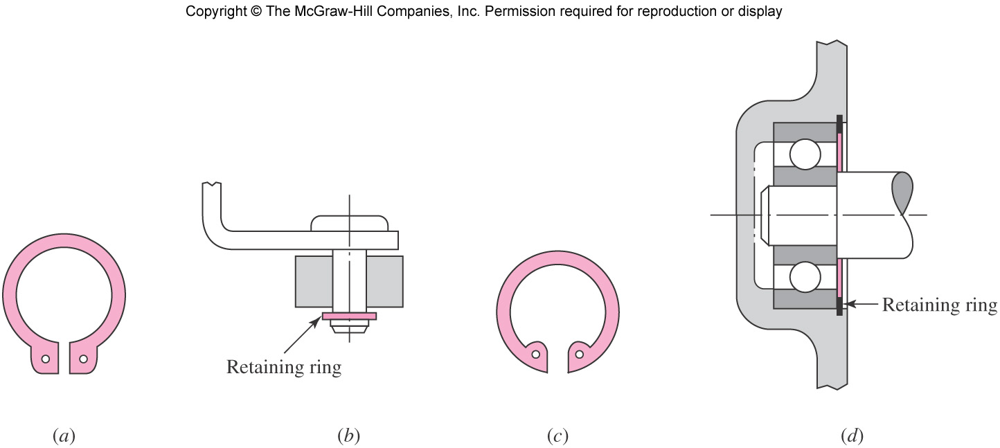 Copyright © The McGraw-Hill Companies, Inc. Permission required for reproduction or display
Retaining ring
Retaining ring
(a)
(b)
(c)
(d)